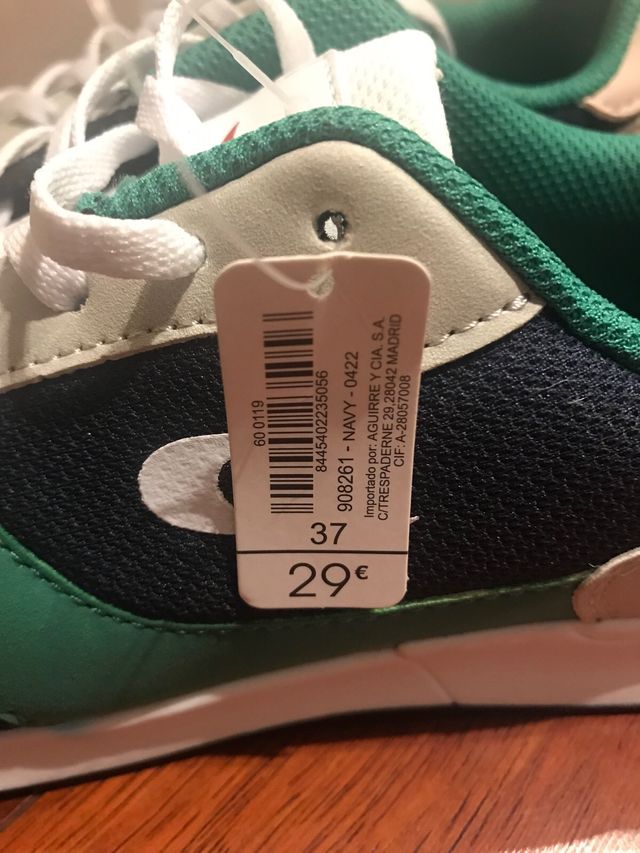 60 0119
8445402235056
908261 - NAVY - 0422
Importado por: AGUIRRE Y CIA. S.A.
C/TRESPADERNE 29,28042 MADRID
CIF: A-28057008
37
29€